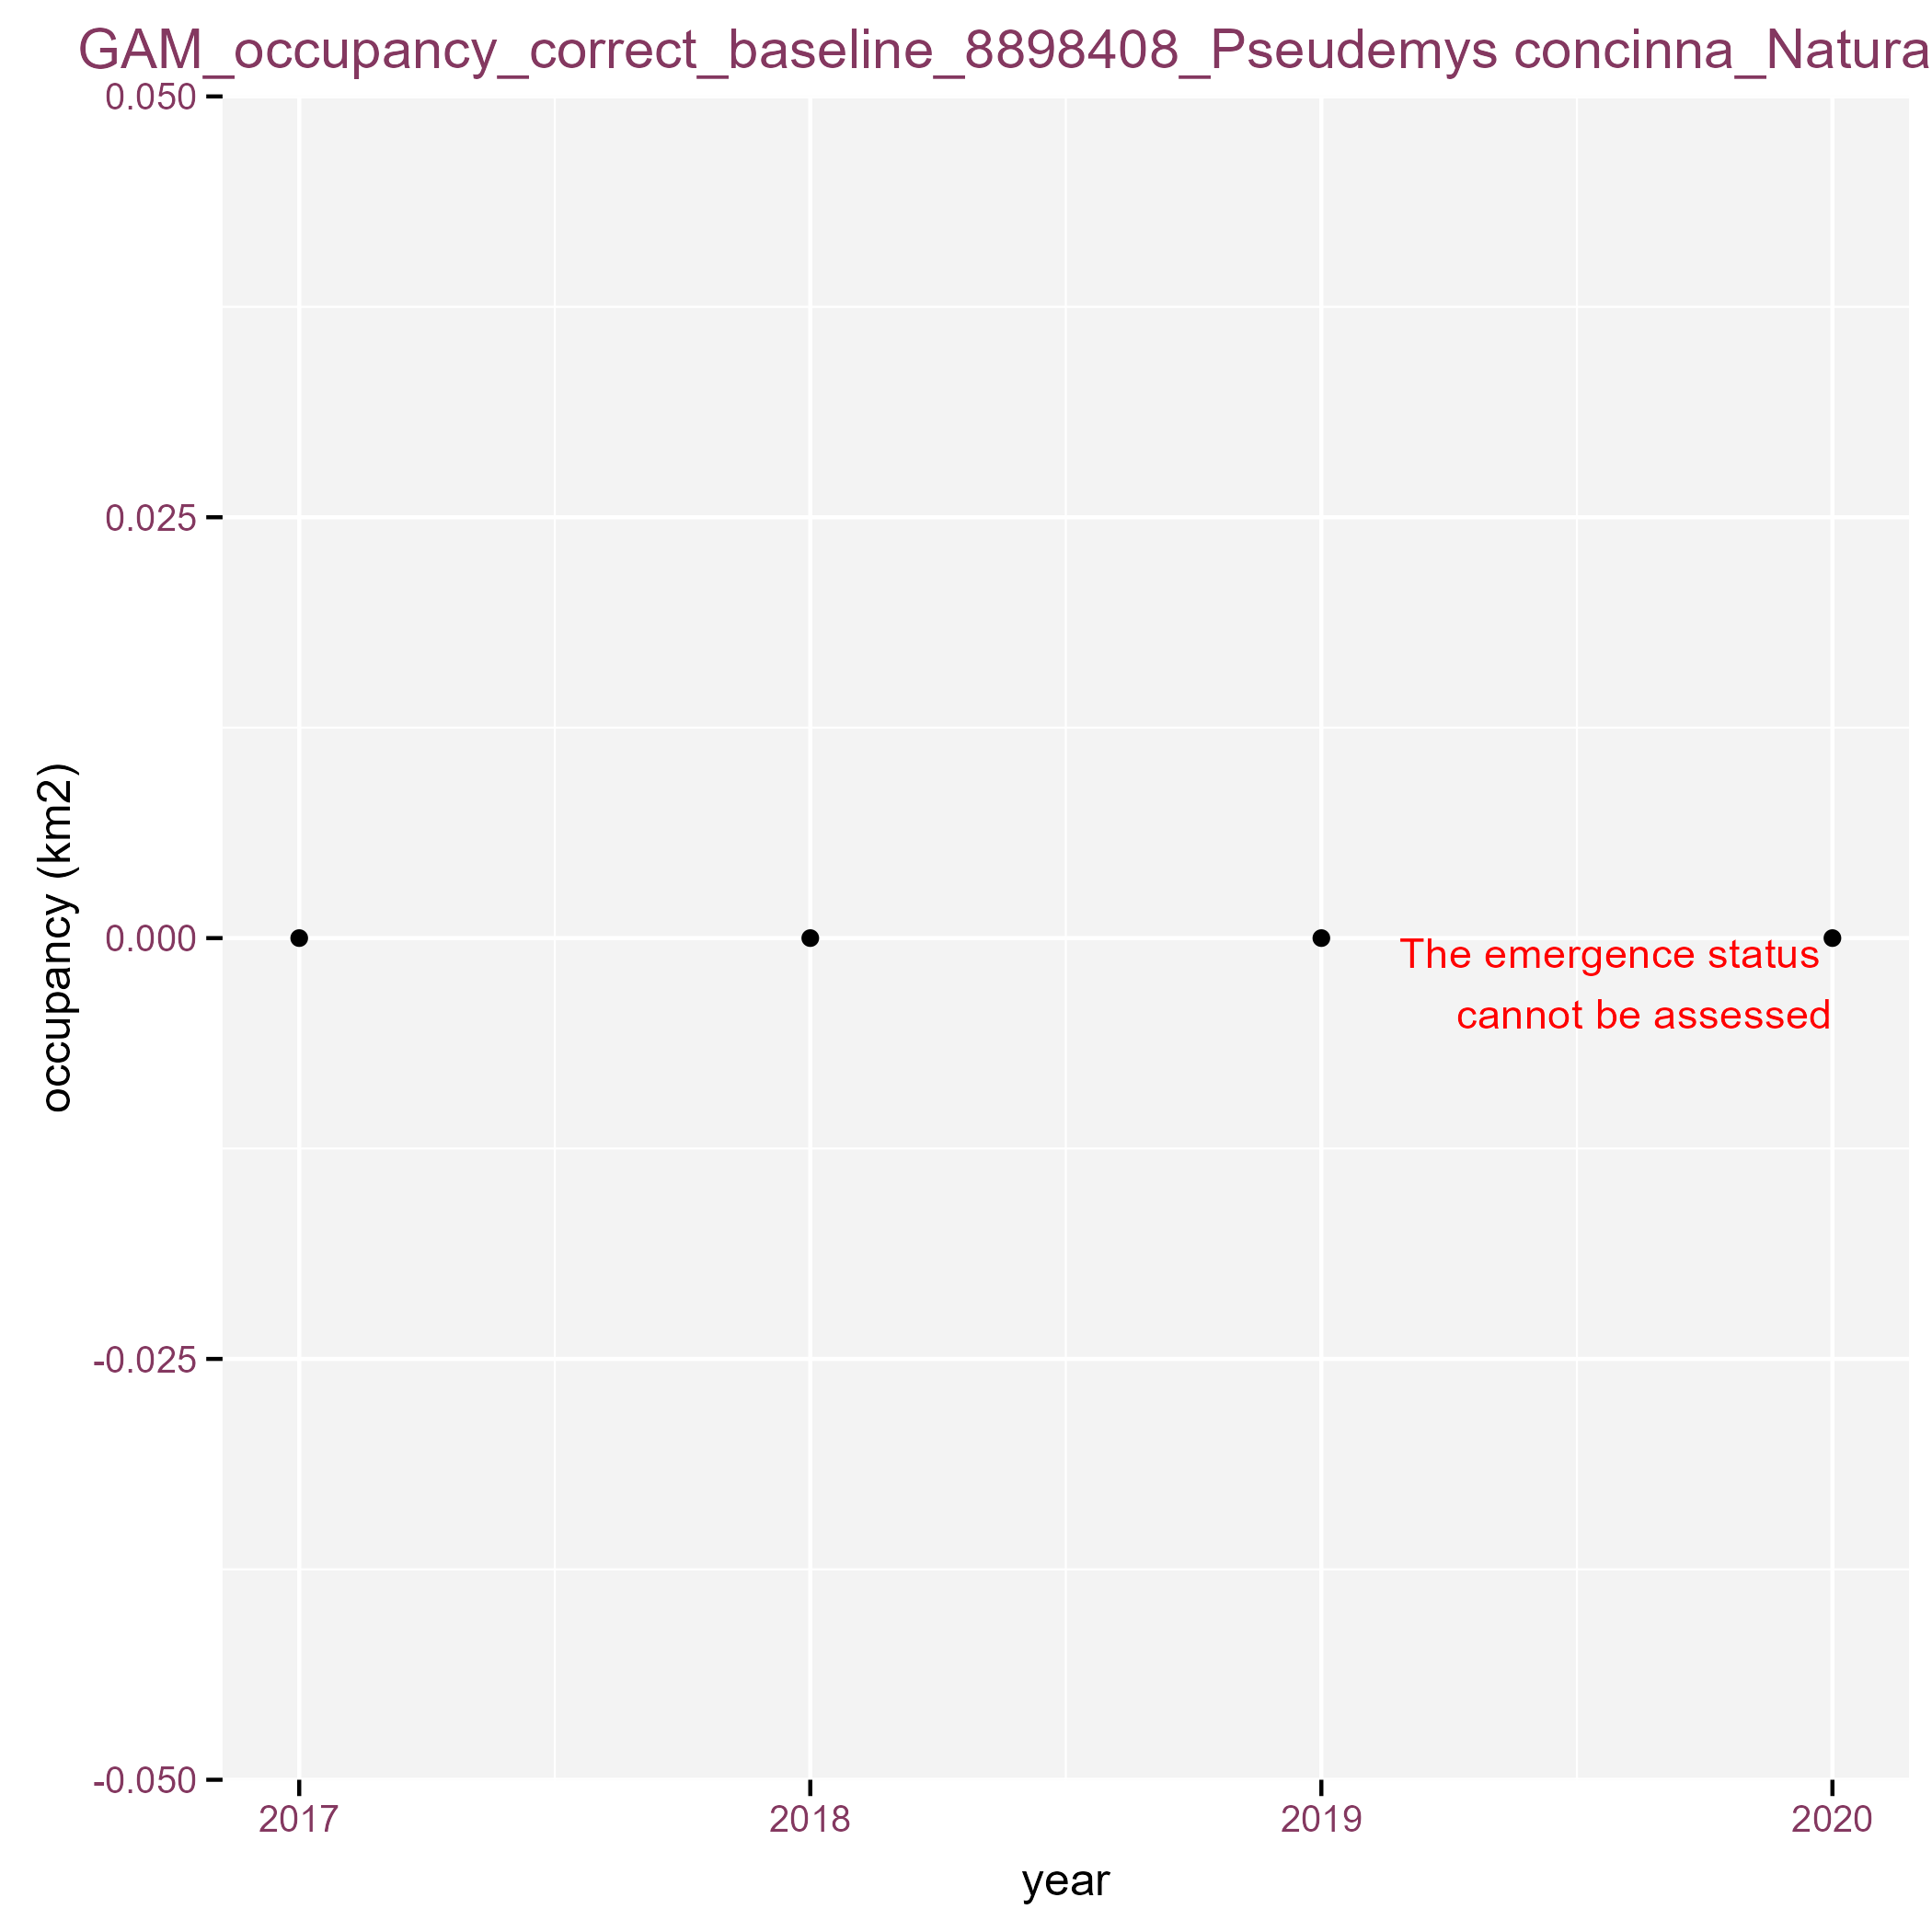 GAM_occupancy_correct_baseline_8898408_Pseudemys concinna_Natura
0.050
0.025
0.000
-0.025
-0.050
occupancy (km2)
The emergence status
cannot be assessed
2017 2018 2019 2020
year